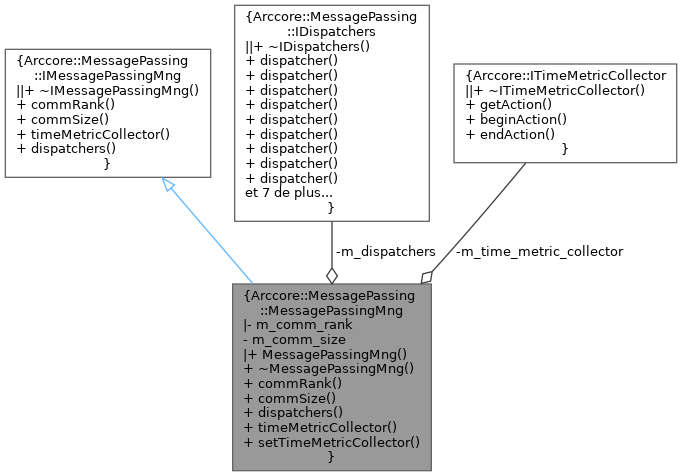 {Arccore::MessagePassing
::IMessagePassingMng
||+ ~IMessagePassingMng()
+ commRank()
+ commSize()
+ timeMetricCollector()
+ dispatchers()
}
{Arccore::MessagePassing
::IDispatchers
||+ ~IDispatchers()
+ dispatcher()
+ dispatcher()
+ dispatcher()
+ dispatcher()
+ dispatcher()
+ dispatcher()
+ dispatcher()
+ dispatcher()
+ dispatcher()
et 7 de plus...
}
{Arccore::ITimeMetricCollector
||+ ~ITimeMetricCollector()
+ getAction()
+ beginAction()
+ endAction()
}
-m_dispatchers
-m_time_metric_collector
{Arccore::MessagePassing
::MessagePassingMng
|- m_comm_rank
- m_comm_size
|+ MessagePassingMng()
+ ~MessagePassingMng()
+ commRank()
+ commSize()
+ dispatchers()
+ timeMetricCollector()
+ setTimeMetricCollector()
}